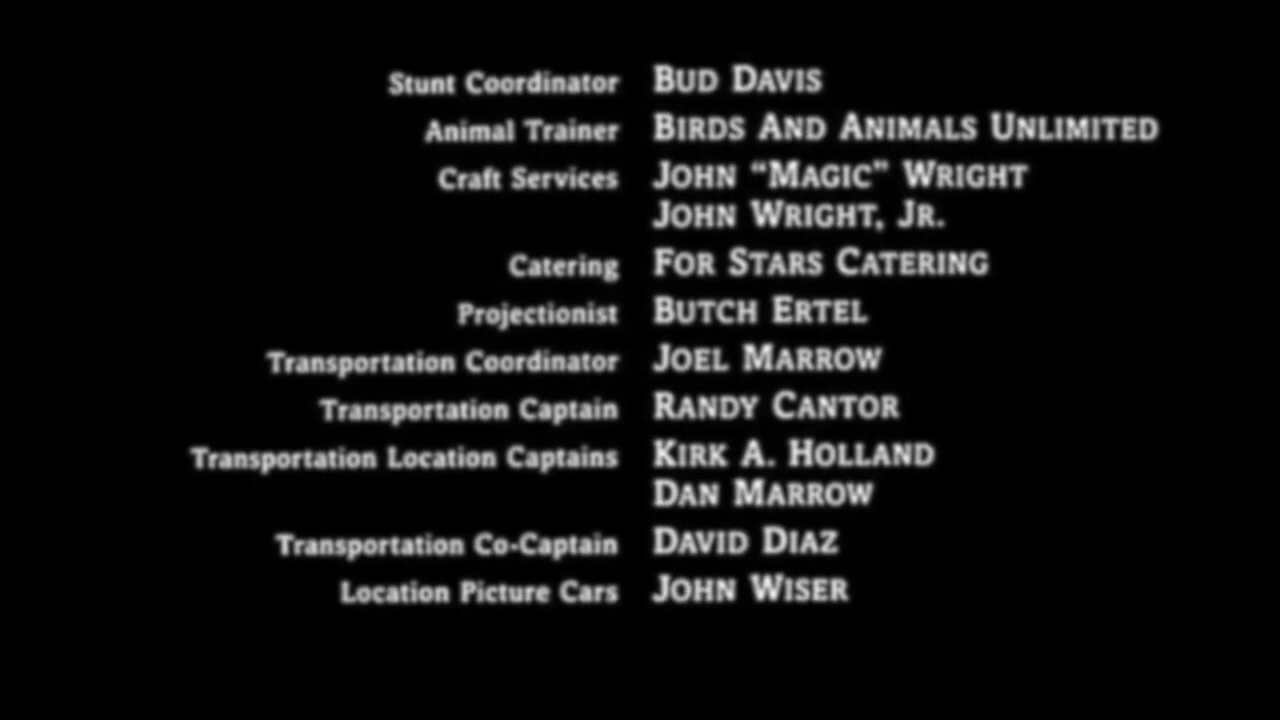 Stunt Coordinator BUD DAVIS
Animal Trainer BIRDS AND ANIMALS UNLIMITED
Craft Services JOHN “MAGIC” WRIGHT
JOHN WRIGHT, JR.
Catering FOR STARS CATERING
Projectionist BUTCH ERTEL
Transportation Coordinator JOEL MARROW
Transportation Captain RANDY CANTOR
Transportation Location Captains KIRK A. HOLLAND
DAN MARROW
Transportation Co-Captain DAVID DIAZ
Location Picture Cars JOHN WISER